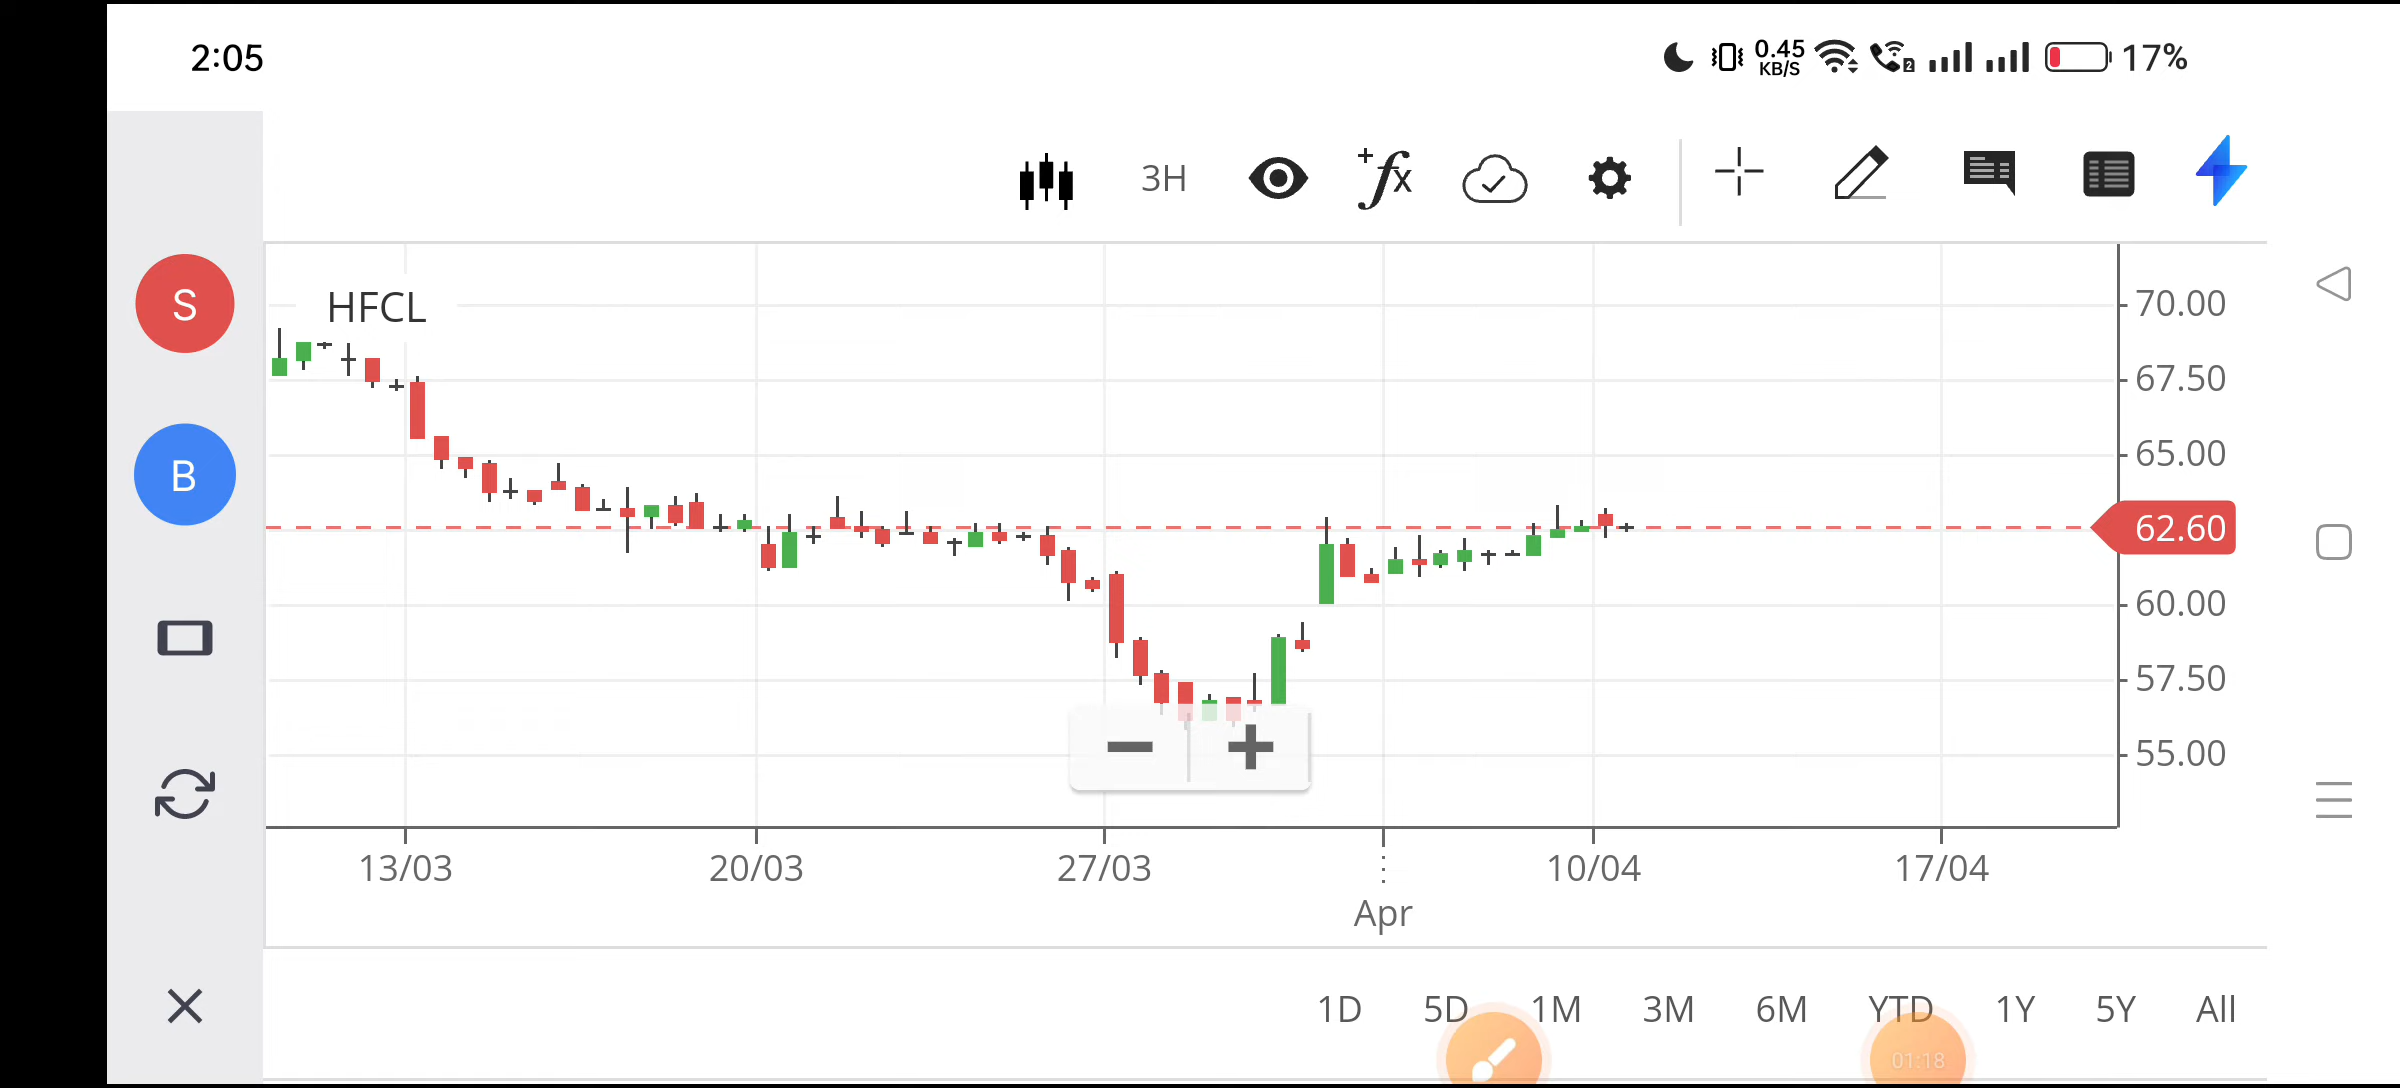 2:05
0.45
KB/S
2
17%
3H
+fx
S
HFCL
B
70.00
67.50
65.00
62.60
60.00
57.50
55.00
13/03 20/03 27/03 10/04 17/04
Apr
1D 5D 1M 3M 6M YTD 1Y 5Y All
01:18